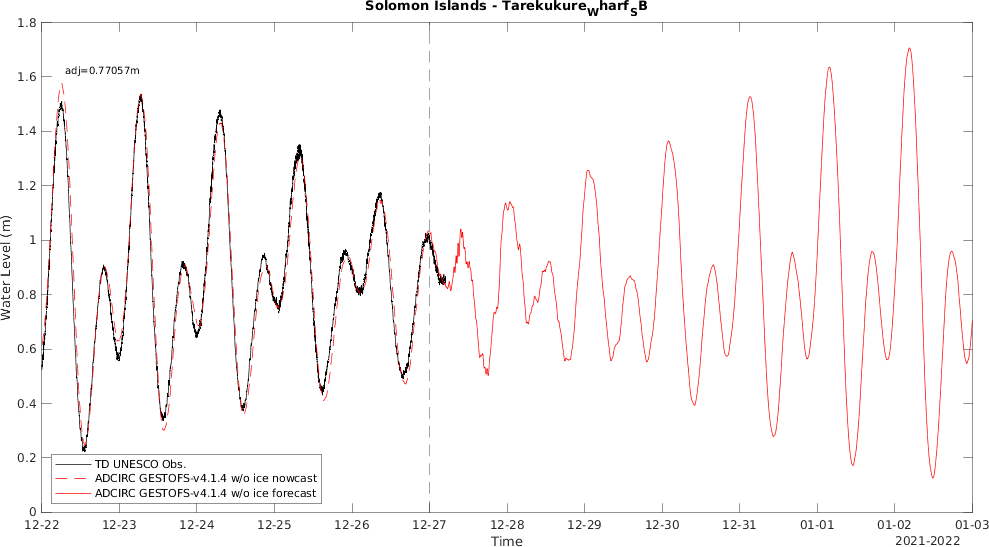 Solomon Islands - TarekukureWharfSB
1.8
1.6
1.4
1.2
1
0.8
0.6
0.4
0.2
0
Water Level (m)
adj=0.77057m
TD UNESCO Obs.
ADCIRC GESTOFS-v4.1.4 w/o ice nowcast
ADCIRC GESTOFS-v4.1.4 w/o ice forecast
12-22 12-23 12-24 12-25 12-26 12-27 12-28 12-29 12-30 12-31 01-01 01-02 01-03
Time
2021-2022